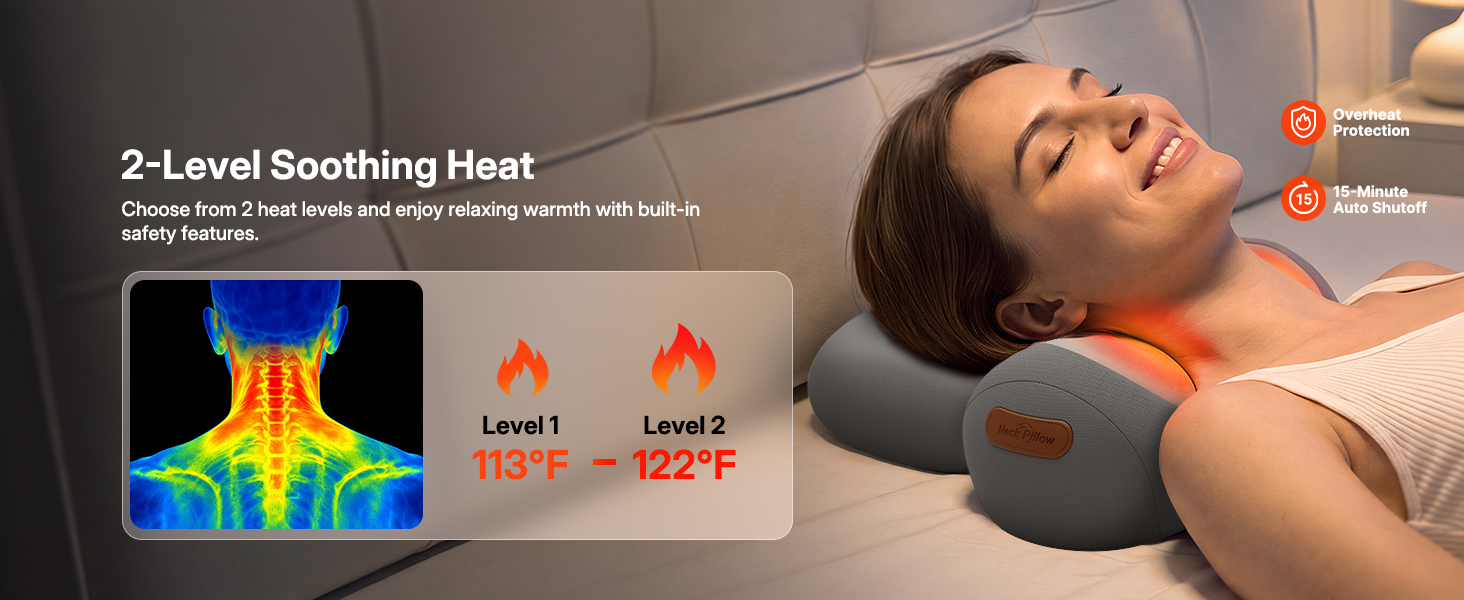 2-Level Soothing Heat
Choose from 2 heat levels and enjoy relaxing warmth with built-in
safety features.
Level 1
113°F
–
Level 2
122°F
Overheat
Protection
15
15-Minute
Auto Shutoff
Neck Pillow